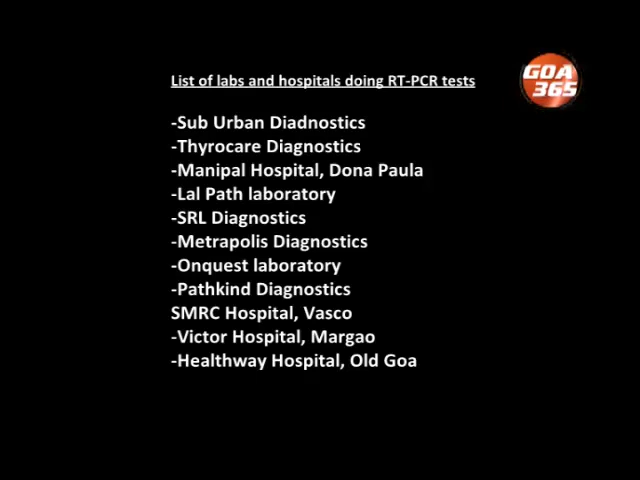 List of labs and hospitals doing RT-PCR tests
GOA
365
-Sub Urban Diadnostics
-Thyrocare Diagnostics
-Manipal Hospital, Dona Paula
-Lal Path laboratory
-SRL Diagnostics
-Metrapolis Diagnostics
-Onquest laboratory
-Pathkind Diagnostics
SMRC Hospital, Vasco
-Victor Hospital, Margao
-Healthway Hospital, Old Goa